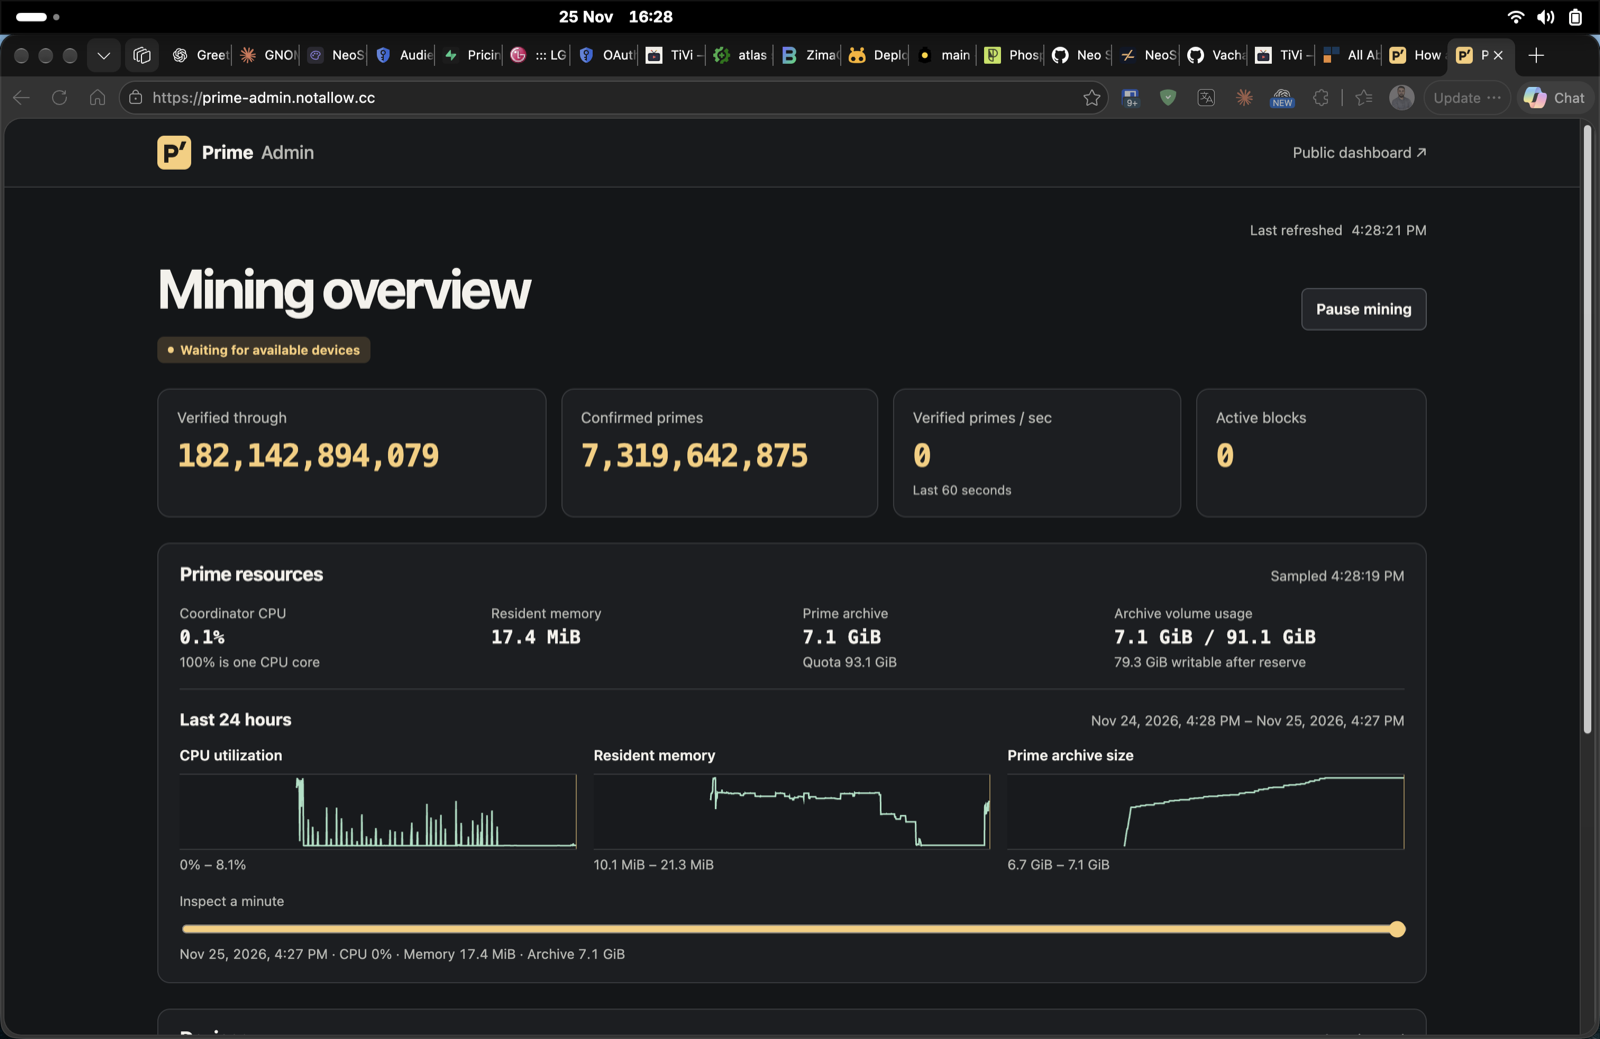 25 Nov 16:28
Greet GNOM NeoS Audie Pricin ::: LG OAut TiVi - atlas Zima Deplo main Phos Neo S NeoS Vacha TiVi - All Ab How P
https://prime-admin.notallow.cc 9+ NEW Update Chat
P′ Prime Admin Public dashboard ↗
Last refreshed 4:28:21 PM
Mining overview
Pause mining
Waiting for available devices
Verified through Confirmed primes Verified primes / sec Active blocks
182,142,894,079 7,319,642,875 0 0
Last 60 seconds
Prime resources Sampled 4:28:19 PM
Coordinator CPU Resident memory Prime archive Archive volume usage
0.1% 17.4 MiB 7.1 GiB 7.1 GiB / 91.1 GiB
100% is one CPU core Quota 93.1 GiB 79.3 GiB writable after reserve
Last 24 hours Nov 24, 2026, 4:28 PM – Nov 25, 2026, 4:27 PM
CPU utilization Resident memory Prime archive size
0% – 8.1% 10.1 MiB – 21.3 MiB 6.7 GiB – 7.1 GiB
Inspect a minute
Nov 25, 2026, 4:27 PM · CPU 0% · Memory 17.4 MiB · Archive 7.1 GiB